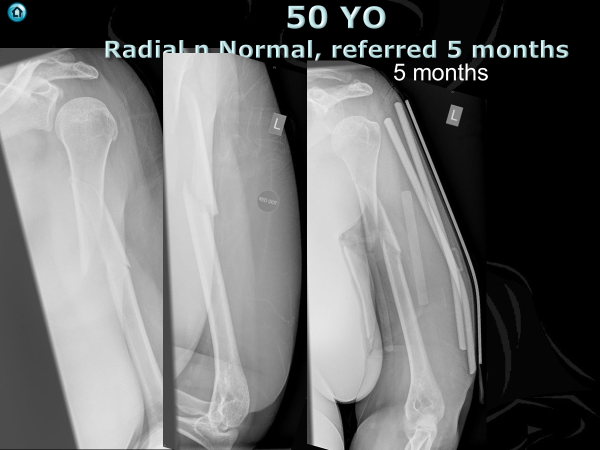 50 YO
Radial n Normal, referred 5 months
5 months
L
L